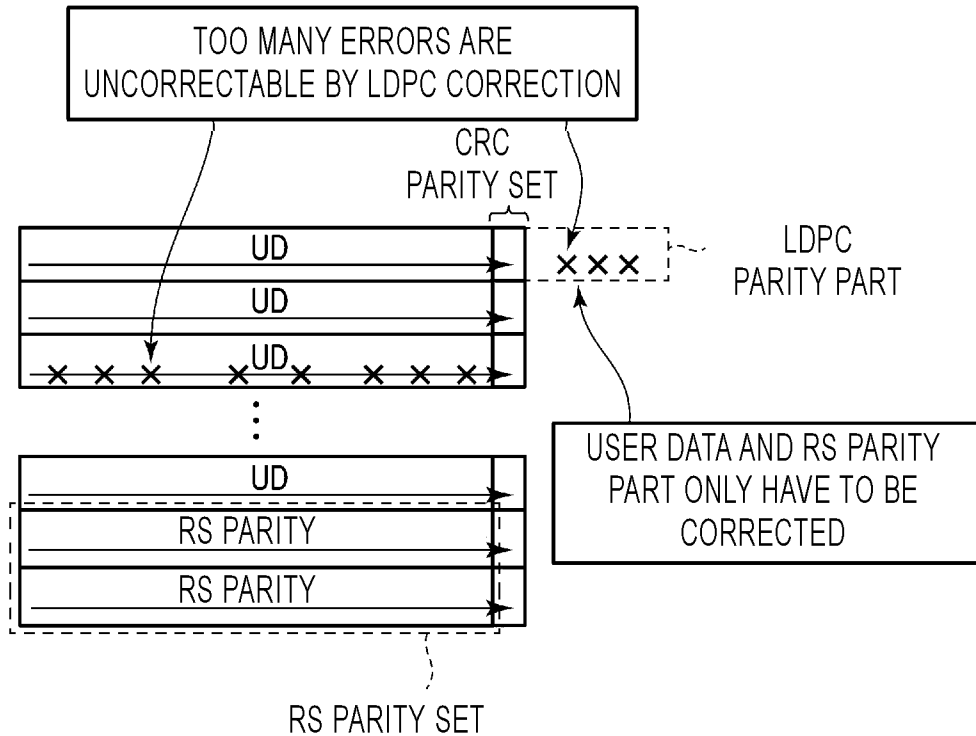 TOO MANY ERRORS ARE
UNCORRECTABLE BY LDPC CORRECTION
CRC
PARITY SET
UD
LDPC
PARITY PART
UD
UD
USER DATA AND RS PARITY
PART ONLY HAVE TO BE
CORRECTED
UD
RS PARITY
RS PARITY
RS PARITY SET